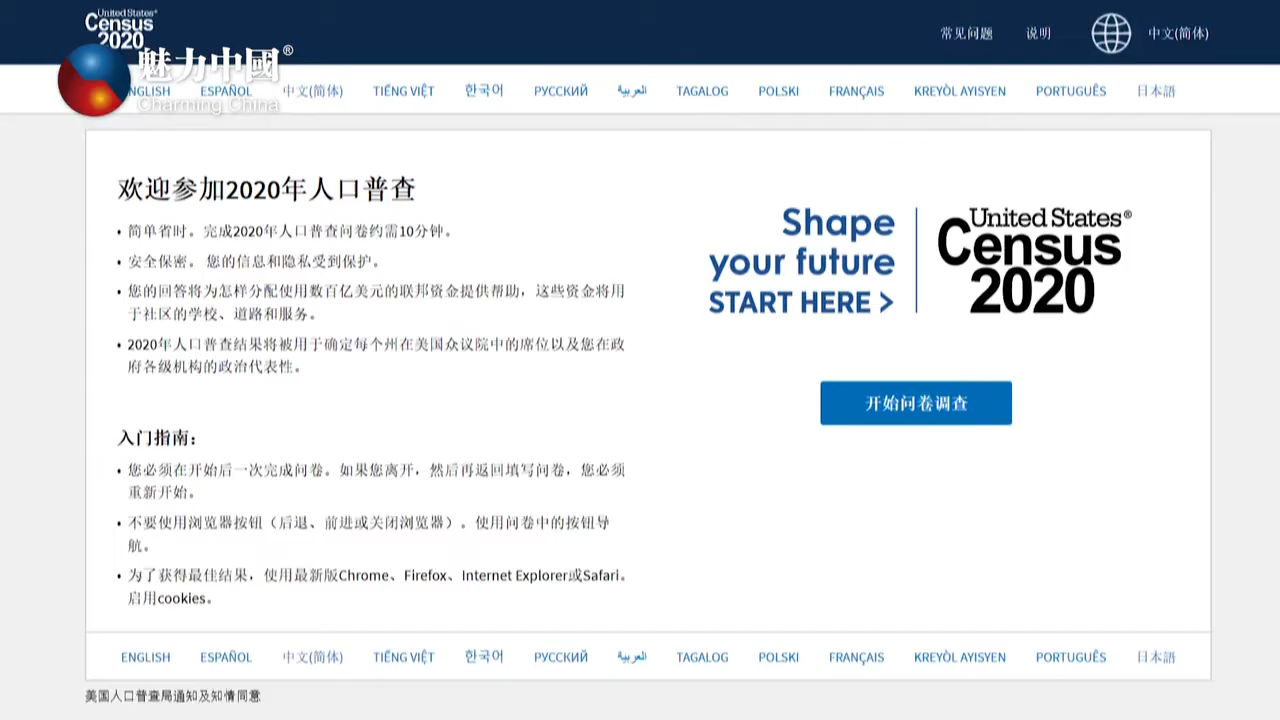 United States®
Census
2020
常见问题 说明 中文(简体)
魅力中國®
Charming China
NGLISH ESPAÑOL 中文(简体) TIẾNG VIỆT 한국어 РУССКИЙ العربية TAGALOG POLSKI FRANÇAIS KREYÒL AYISYEN PORTUGUÊS 日本語
欢迎参加2020年人口普查
• 简单省时。完成2020年人口普查问卷约需10分钟。
• 安全保密。 您的信息和隐私受到保护。
• 您的回答将为怎样分配使用数百亿美元的联邦资金提供帮助，这些资金将用
于社区的学校、道路和服务。
• 2020年人口普查结果将被用于确定每个州在美国众议院中的席位以及您在政
府各级机构的政治代表性。
Shape
your future
START HERE >
United States®
Census
2020
开始问卷调查
入门指南：
• 您必须在开始后一次完成问卷。如果您离开，然后再返回填写问卷，您必须
重新开始。
• 不要使用浏览器按钮（后退、前进或关闭浏览器）。使用问卷中的按钮导
航。
• 为了获得最佳结果，使用最新版Chrome、Firefox、Internet Explorer或Safari。
启用cookies。
ENGLISH ESPAÑOL 中文(简体) TIẾNG VIỆT 한국어 РУССКИЙ العربية TAGALOG POLSKI FRANÇAIS KREYÒL AYISYEN PORTUGUÊS 日本語
美国人口普查局通知及知情同意